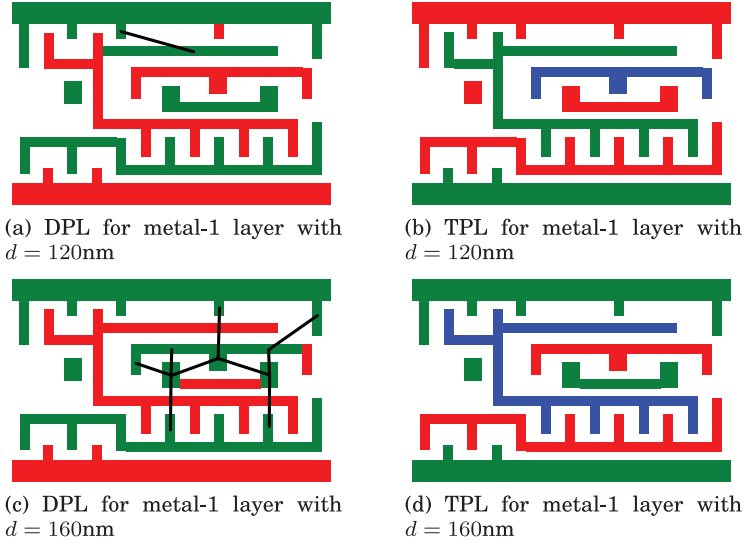 (a) DPL for metal-1 layer with
d = 120nm
(b) TPL for metal-1 layer with
d = 120nm
(c) DPL for metal-1 layer with
d = 160nm
(d) TPL for metal-1 layer with
d = 160nm